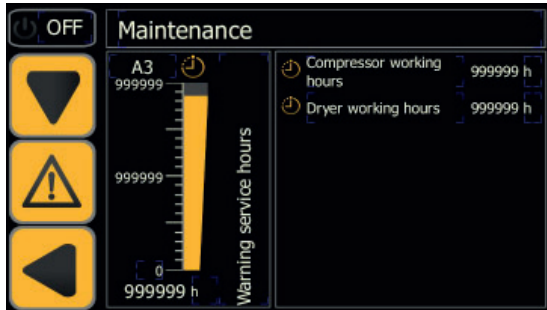 OFF
Maintenance
A3
999999
999999
0
999999 h
Warning service hours
Compressor working
hours
999999 h
Dryer working hours
999999 h